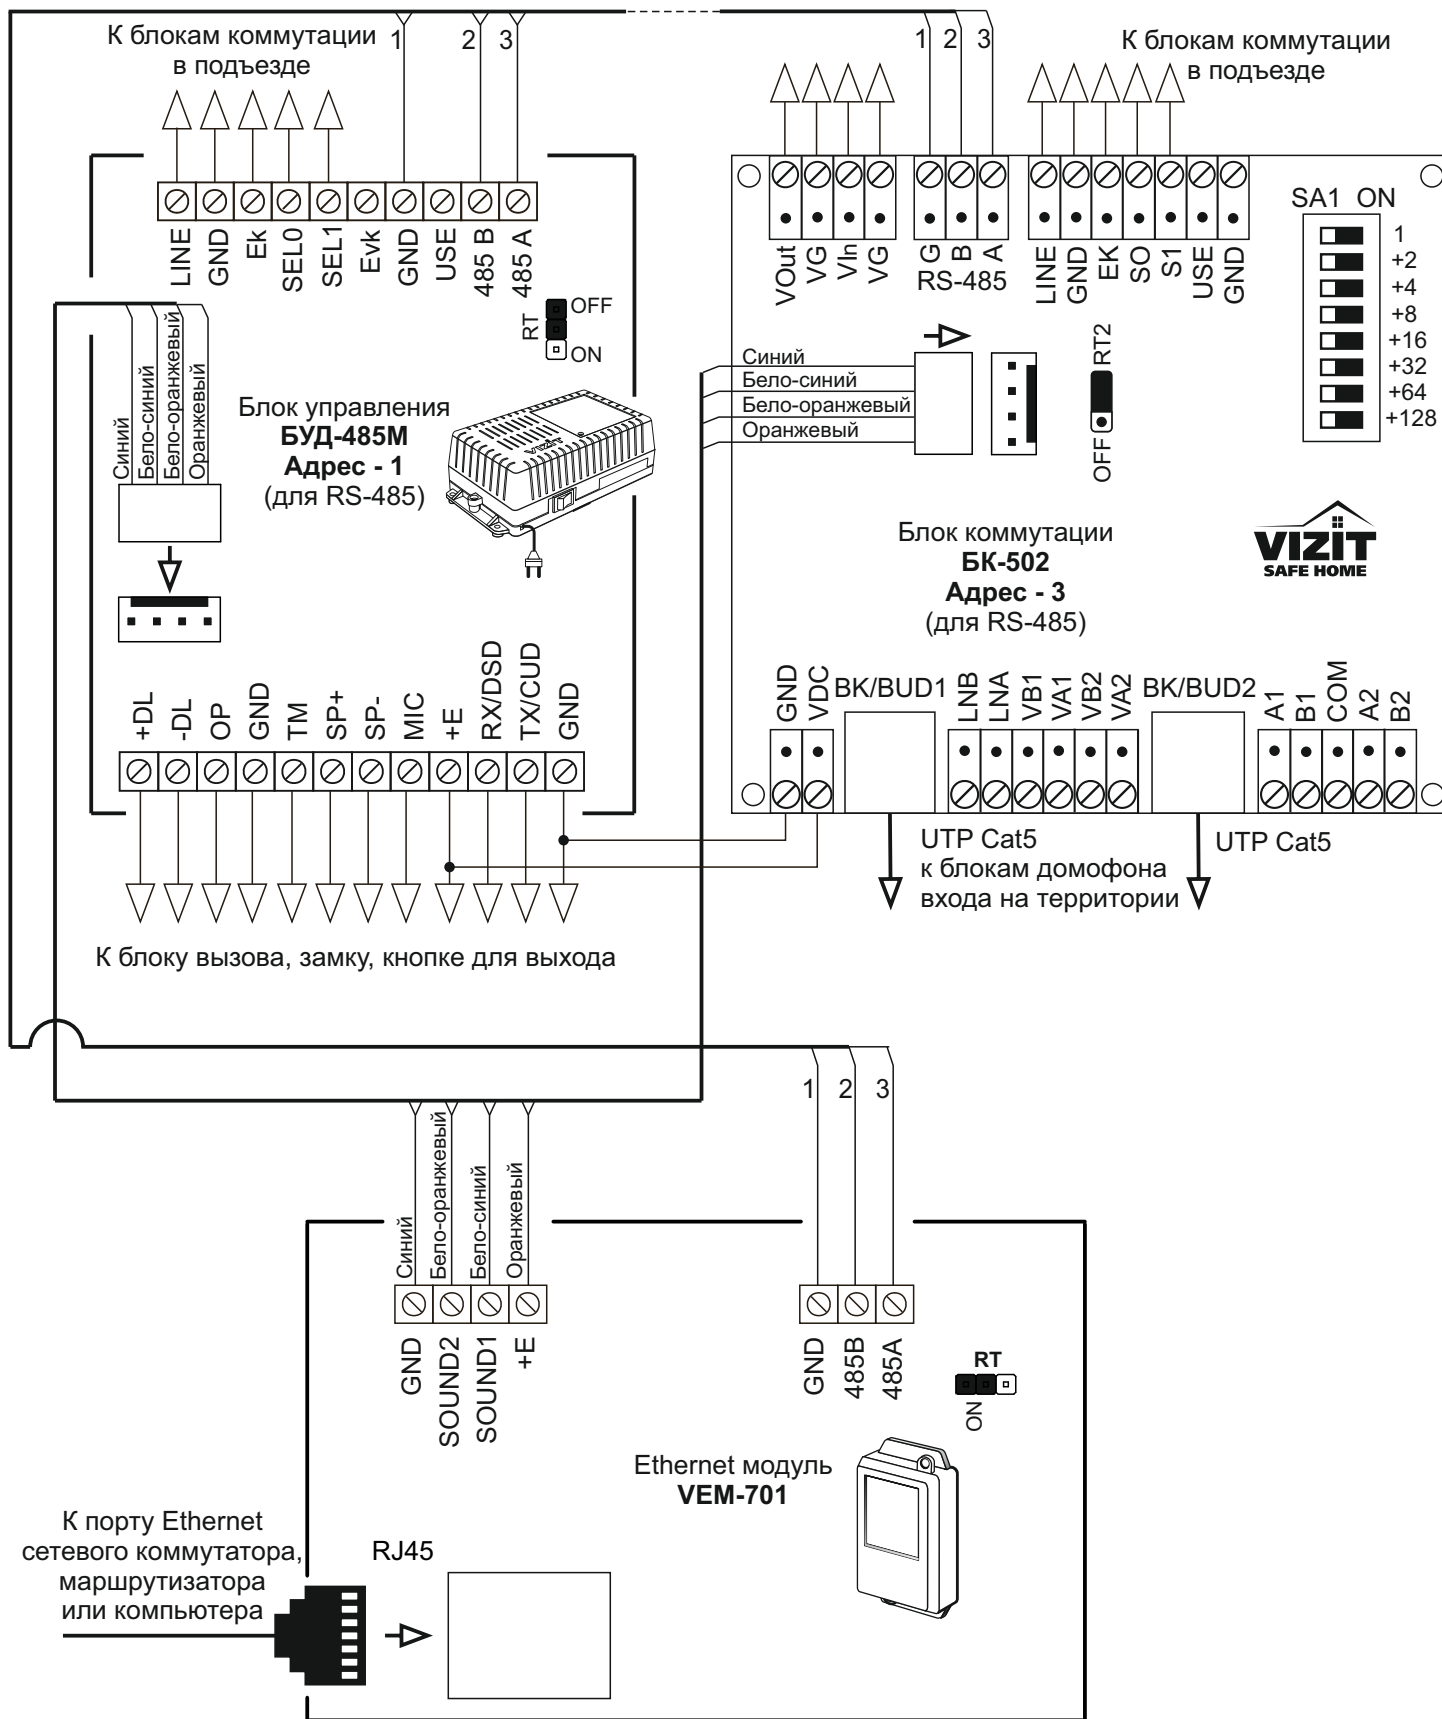 К блокам коммутации
в подъезде
1
2
3
1
2
3
К блокам коммутации
в подъезде
LINE
GND
Ek
SEL0
SEL1
Evk
GND
USE
485 B
485 A
VOut
VG
VIn
VG
G
B
A
RS-485
LINE
GND
EK
SO
S1
USE
GND
SA1 ON
1
+2
+4
+8
+16
+32
+64
+128
RT
OFF
ON
Синий
Бело-синий
Бело-оранжевый
Оранжевый
Блок управления
БУД-485М
Адрес - 1
(для RS-485)
VIZIT
Синий
Бело-синий
Бело-оранжевый
Оранжевый
OFF
RT2
Блок коммутации
БК-502
Адрес - 3
(для RS-485)
VIZIT
SAFE HOME
+DL
-DL
OP
GND
TM
SP+
SP-
MIC
+E
RX/DSD
TX/CUD
GND
GND
VDC
BK/BUD1
LNB
LNA
VB1
VA1
VB2
VA2
BK/BUD2
A1
B1
COM
A2
B2
UTP Cat5
к блокам домофона
входа на территории
UTP Cat5
К блоку вызова, замку, кнопке для выхода
1
2
3
Синий
Бело-оранжевый
Бело-синий
Оранжевый
GND
SOUND2
SOUND1
+E
GND
485B
485A
RT
ON
Ethernet модуль
VEM-701
К порту Ethernet
сетевого коммутатора,
маршрутизатора
или компьютера
RJ45